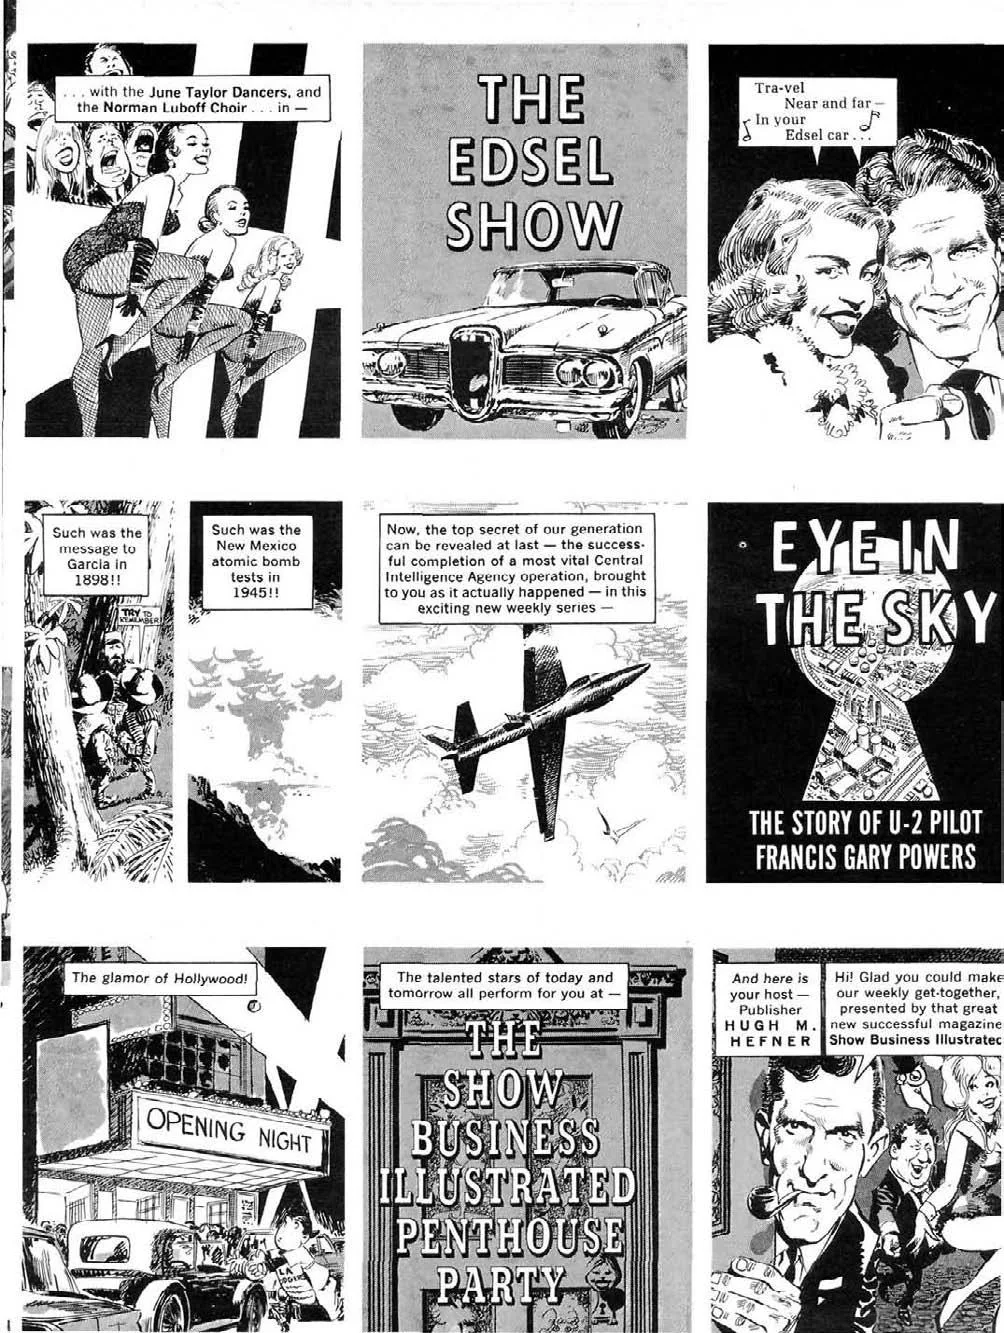 . . . with the June Taylor Dancers, and
the Norman Luboff Choir . . . in —
THE
EDSEL
SHOW
Tra-vel
Near and far —
In your
Edsel car . . .
Such was the
message to
Garcia in
1898!!
TRY TO
REMEMBER
Such was the
New Mexico
atomic bomb
tests in
1945!!
Now, the top secret of our generation
can be revealed at last — the success-
ful completion of a most vital Central
Intelligence Agency operation, brought
to you as it actually happened — in this
exciting new weekly series —
EYE IN
THE SKY
THE STORY OF U-2 PILOT
FRANCIS GARY POWERS
The glamor of Hollywood!
OPENING NIGHT
The talented stars of today and
tomorrow all perform for you at —
THE
SHOW
BUSINESS
ILLUSTRATED
PENTHOUSE
PARTY
And here is
your host —
Publisher
HUGH M.
HEFNER
Hi! Glad you could make
our weekly get-together,
presented by that great
new successful magazine
Show Business Illustrated